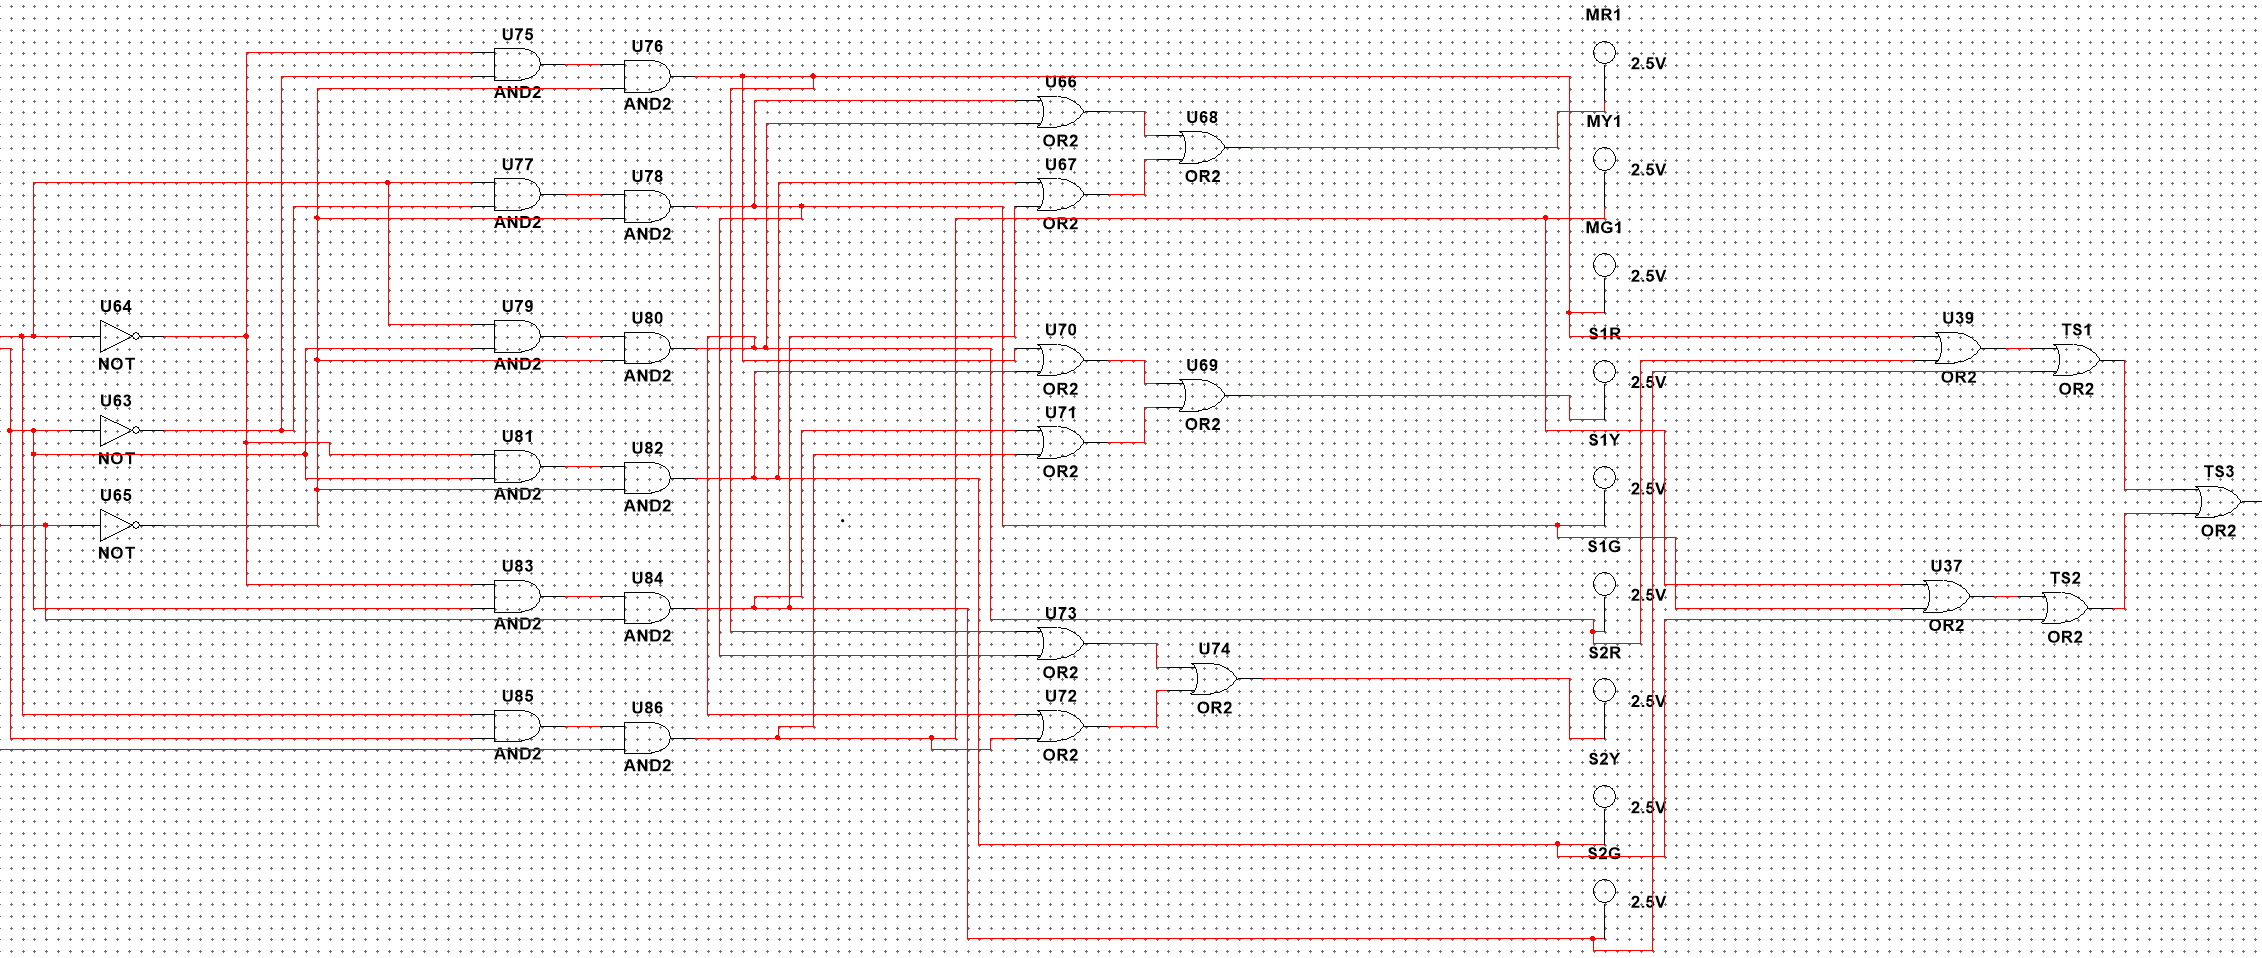 MR1
2.5V
U75
AND2
U76
AND2
U66
OR2
U68
OR2
MY1
2.5V
U77
AND2
U78
AND2
U67
OR2
MG1
2.5V
U64
NOT
U79
AND2
U80
AND2
U70
OR2
U69
OR2
S1R
2.5V
U39
OR2
TS1
OR2
U63
NOT
U81
AND2
U82
AND2
U71
OR2
S1Y
2.5V
TS3
OR2
U65
NOT
U83
AND2
U84
AND2
S1G
2.5V
U37
OR2
TS2
OR2
U73
OR2
U74
OR2
S2R
2.5V
U85
AND2
U86
AND2
U72
OR2
S2Y
2.5V
S2G
2.5V